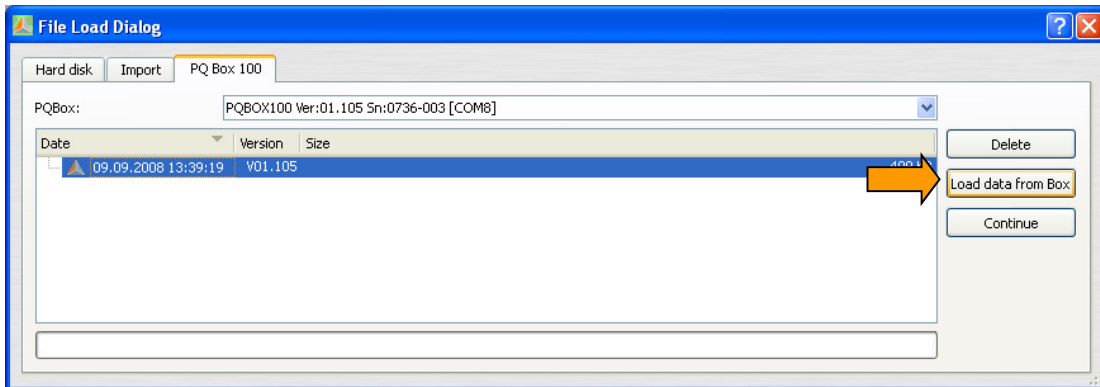 File Load Dialog
Hard disk Import PQ Box 100
PQBox: PQBOX100 Ver:01.105 Sn:0736-003 [COM8]
Date Version Size
09.09.2008 13:39:19 V01.105
Delete
Load data from Box
Continue